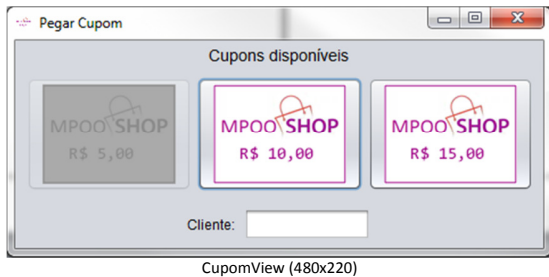 Pegar Cupom
Cupons disponíveis
MPOO SHOP
R$ 5,00
MPOO SHOP
R$ 10,00
MPOO SHOP
R$ 15,00
Cliente:
CupomView (480x220)